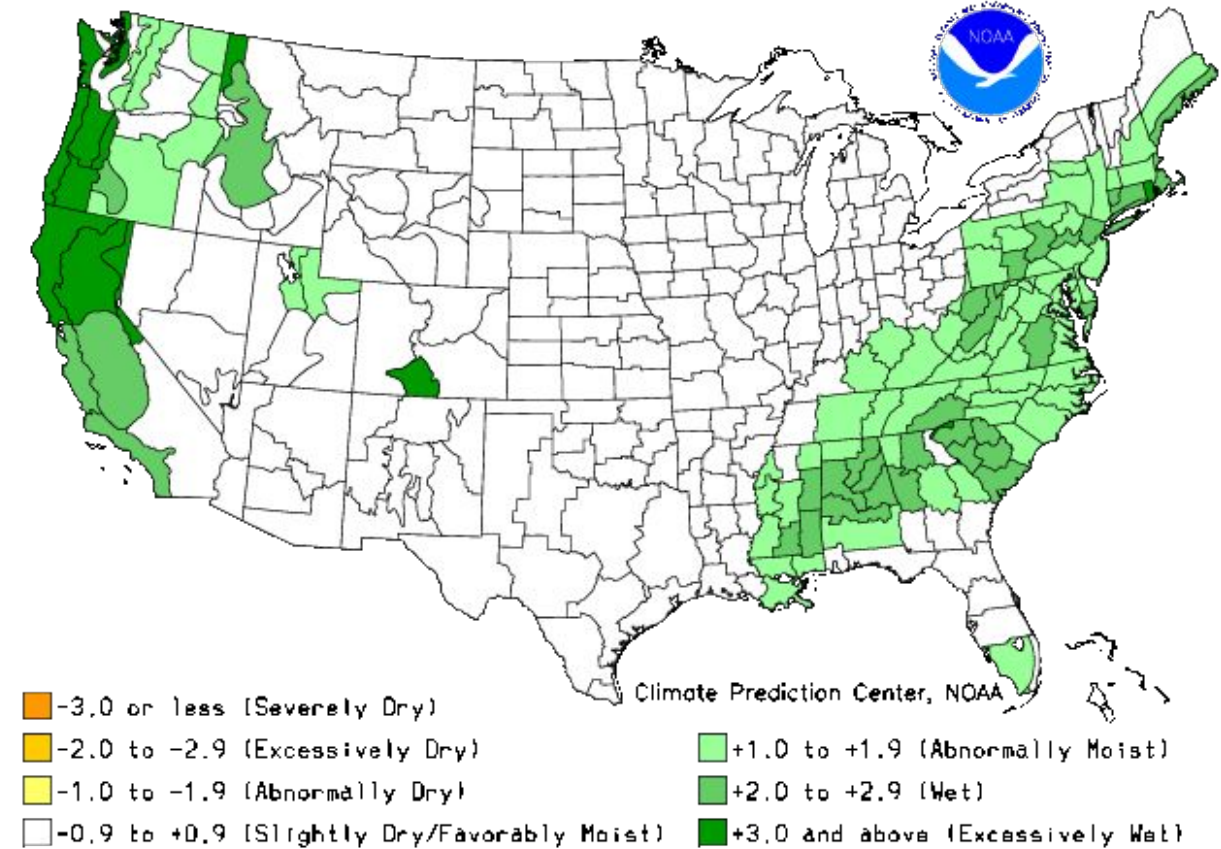 NOAA
Climate Prediction Center, NOAA
-3.0 or less (Severely Dry)
-2.0 to -2.9 (Excessively Dry)
-1.0 to -1.9 (Abnormally Dry)
-0.9 to +0.9 (Slightly Dry/Favorably Moist)
+1.0 to +1.9 (Abnormally Moist)
+2.0 to +2.9 (Wet)
+3.0 and above (Excessively Wet)